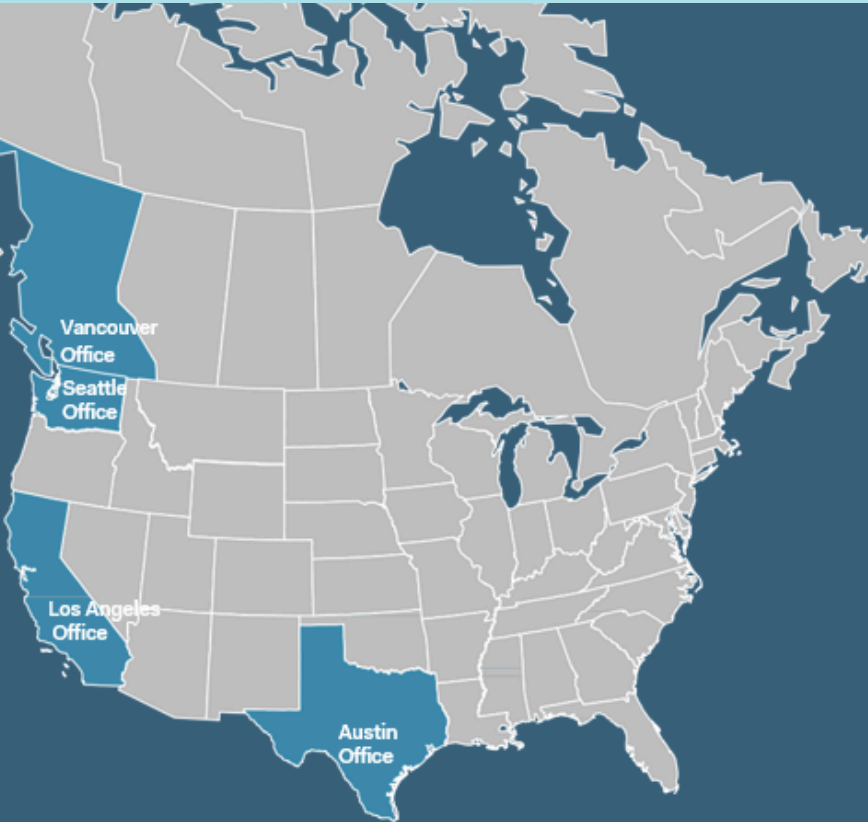 Vancouver
Office
Seattle
Office
Los Angeles
Office
Austin
Office